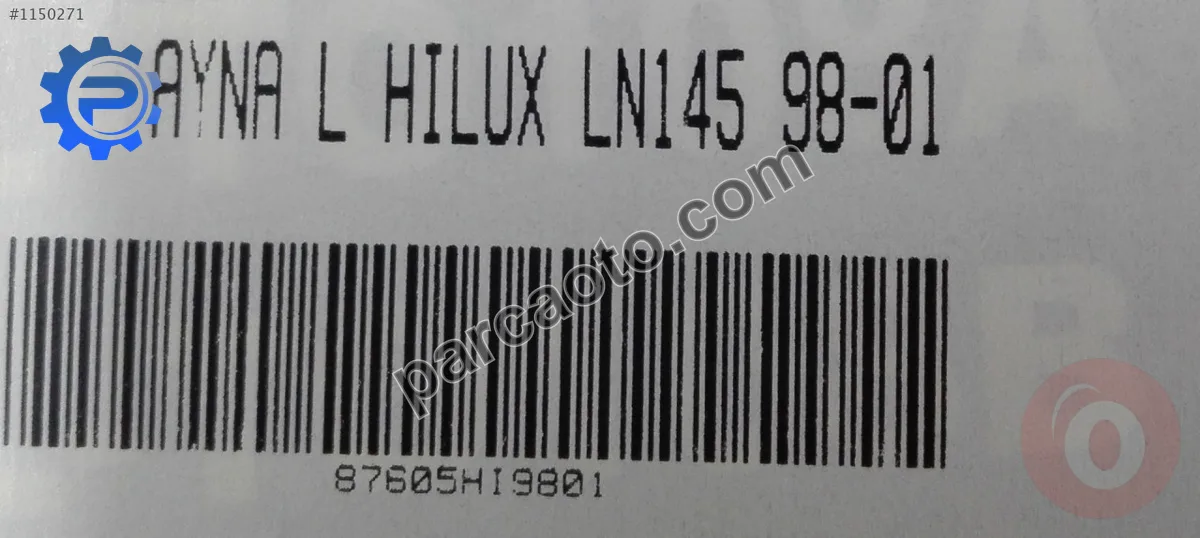 #1150271
AYNA L HILUX LN145 98-01
parcaoto.com
87605HI9801